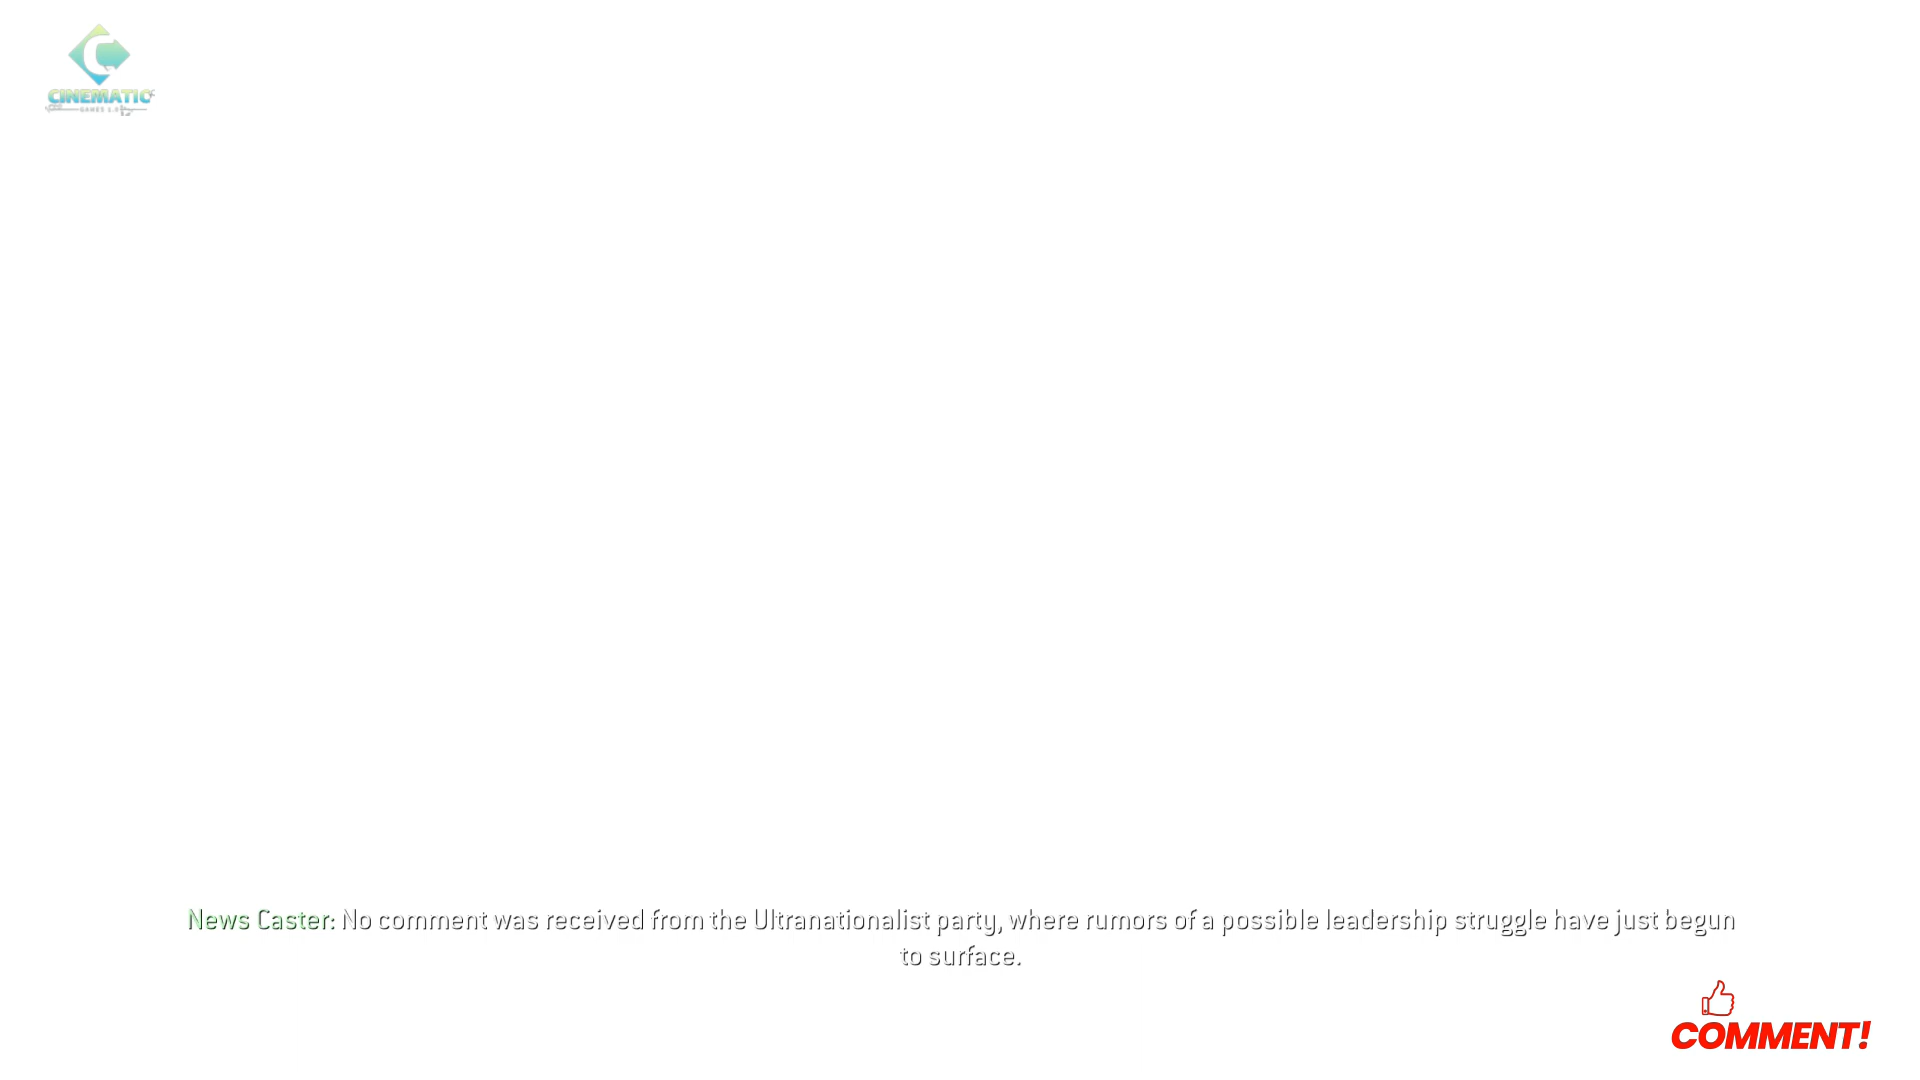 CINEMATIC
News Caster: No comment was received from the Ultranationalist party, where rumors of a possible leadership struggle have just begun
to surface.
COMMENT!